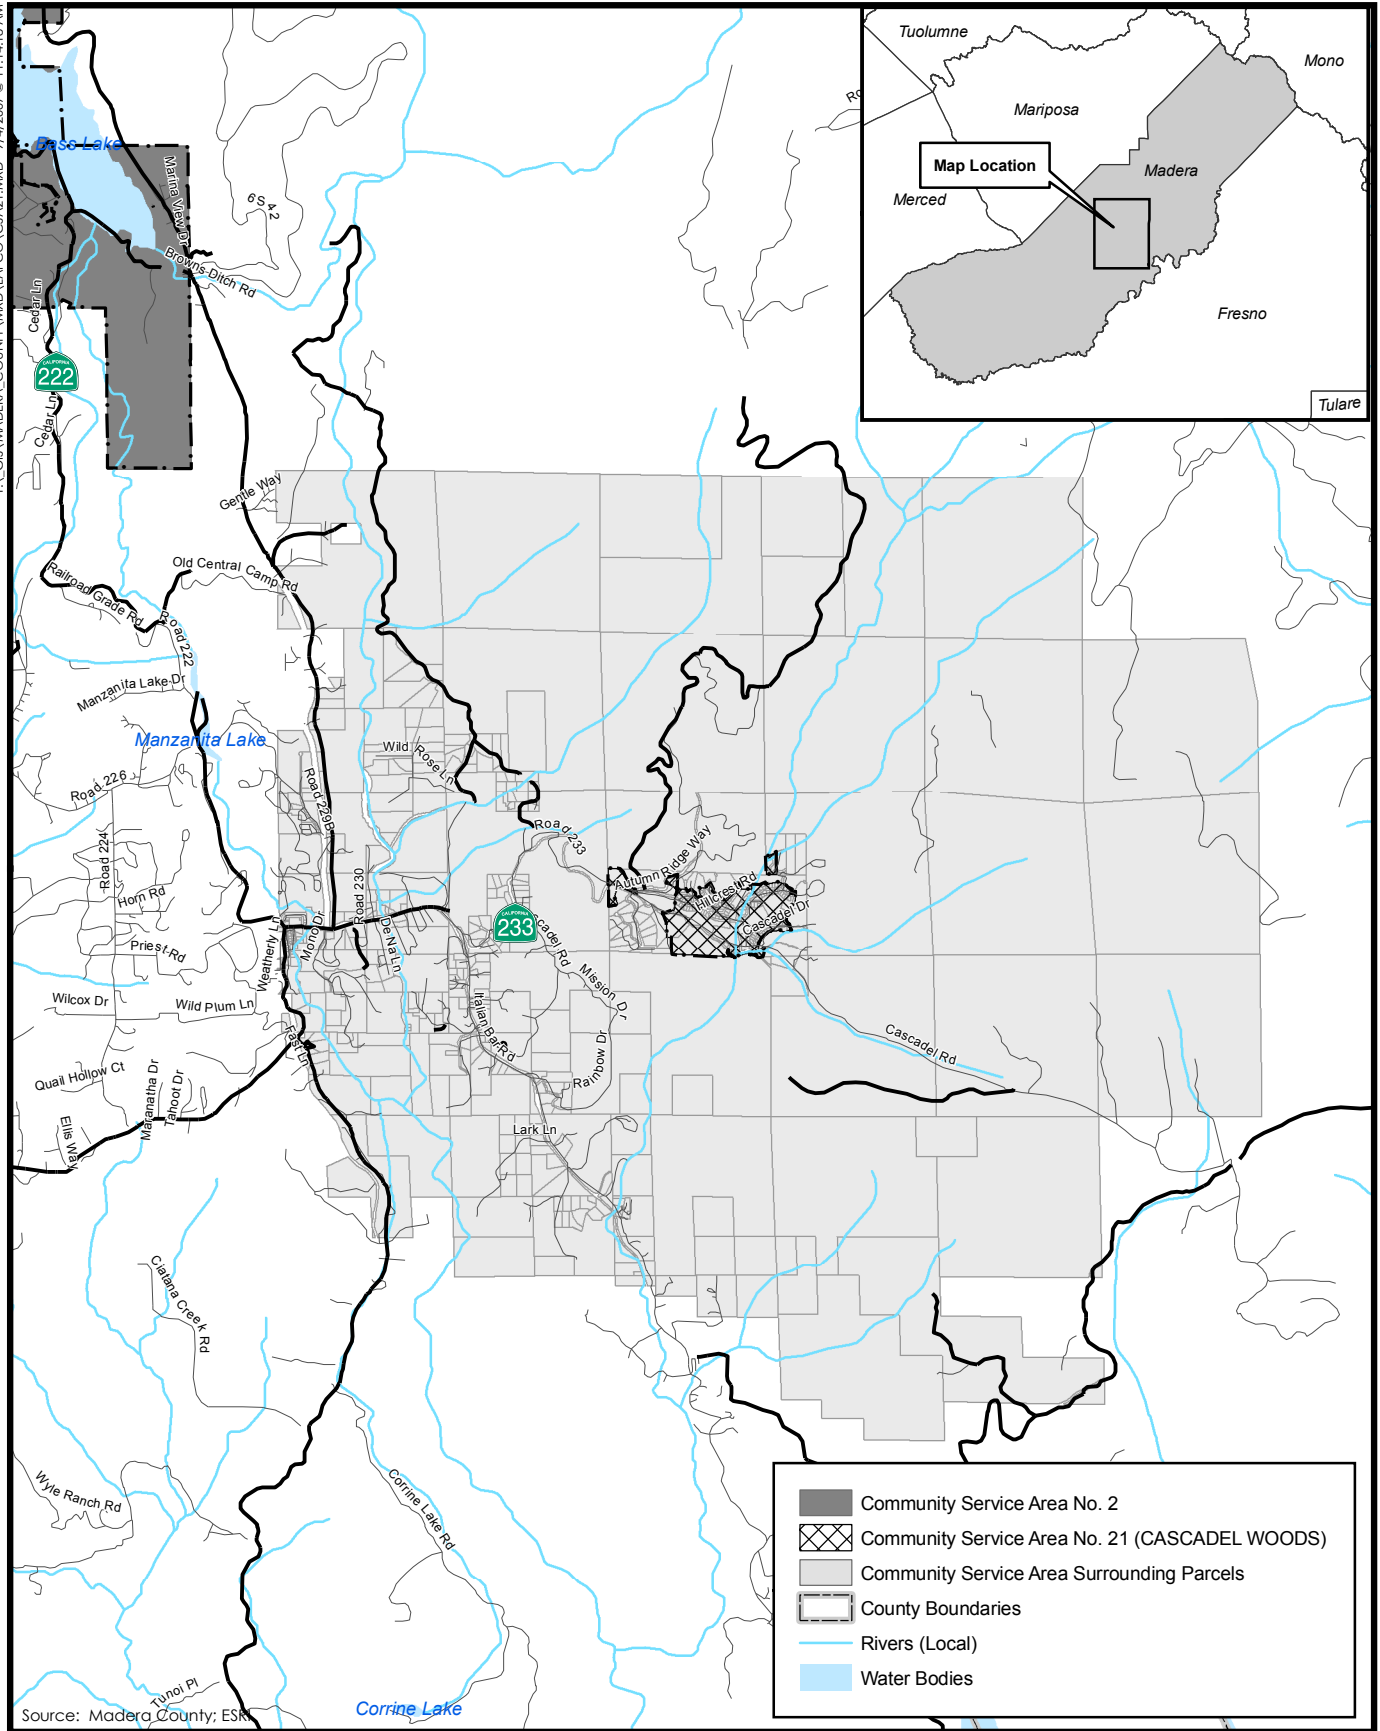 Tuolumne
Mono
Mariposa
Map Location
Madera
Merced
Fresno
Tulare
Bass Lake
Marina View Dr
6S42
Browns Ditch Rd
Cedar Ln
CALIFORNIA
222
Cedar Ln
Gentle Way
Old Central Camp Rd
Railroad Grade Rd
Road 222
Manzanita Lake Dr
Manzanita Lake
Wild Rose Ln
Road 226
Road 229B
Road 233
Road 224
Autumn Ridge Way
Road 230
Hillcrest Rd
Horn Rd
Cascadel Dr
CALIFORNIA
233
scadel Rd
Mono Dr
De Na Ln
Weatherly Ln
Priest Rd
Mission Dr
Wilcox Dr
Wild Plum Ln
Italian Bar Rd
Cascadel Rd
Fast Ln
Rainbow Dr
Quail Hollow Ct
Maranatha Dr
Tahoot Dr
Ellis Way
Lark Ln
Ciatana Creek Rd
Wyle Ranch Rd
Corrine Lake Rd
Tunoi Pl
Corrine Lake
Community Service Area No. 2
Community Service Area No. 21 (CASCADEL WOODS)
Community Service Area Surrounding Parcels
County Boundaries
Rivers (Local)
Water Bodies
Source: Madera County; ESRI